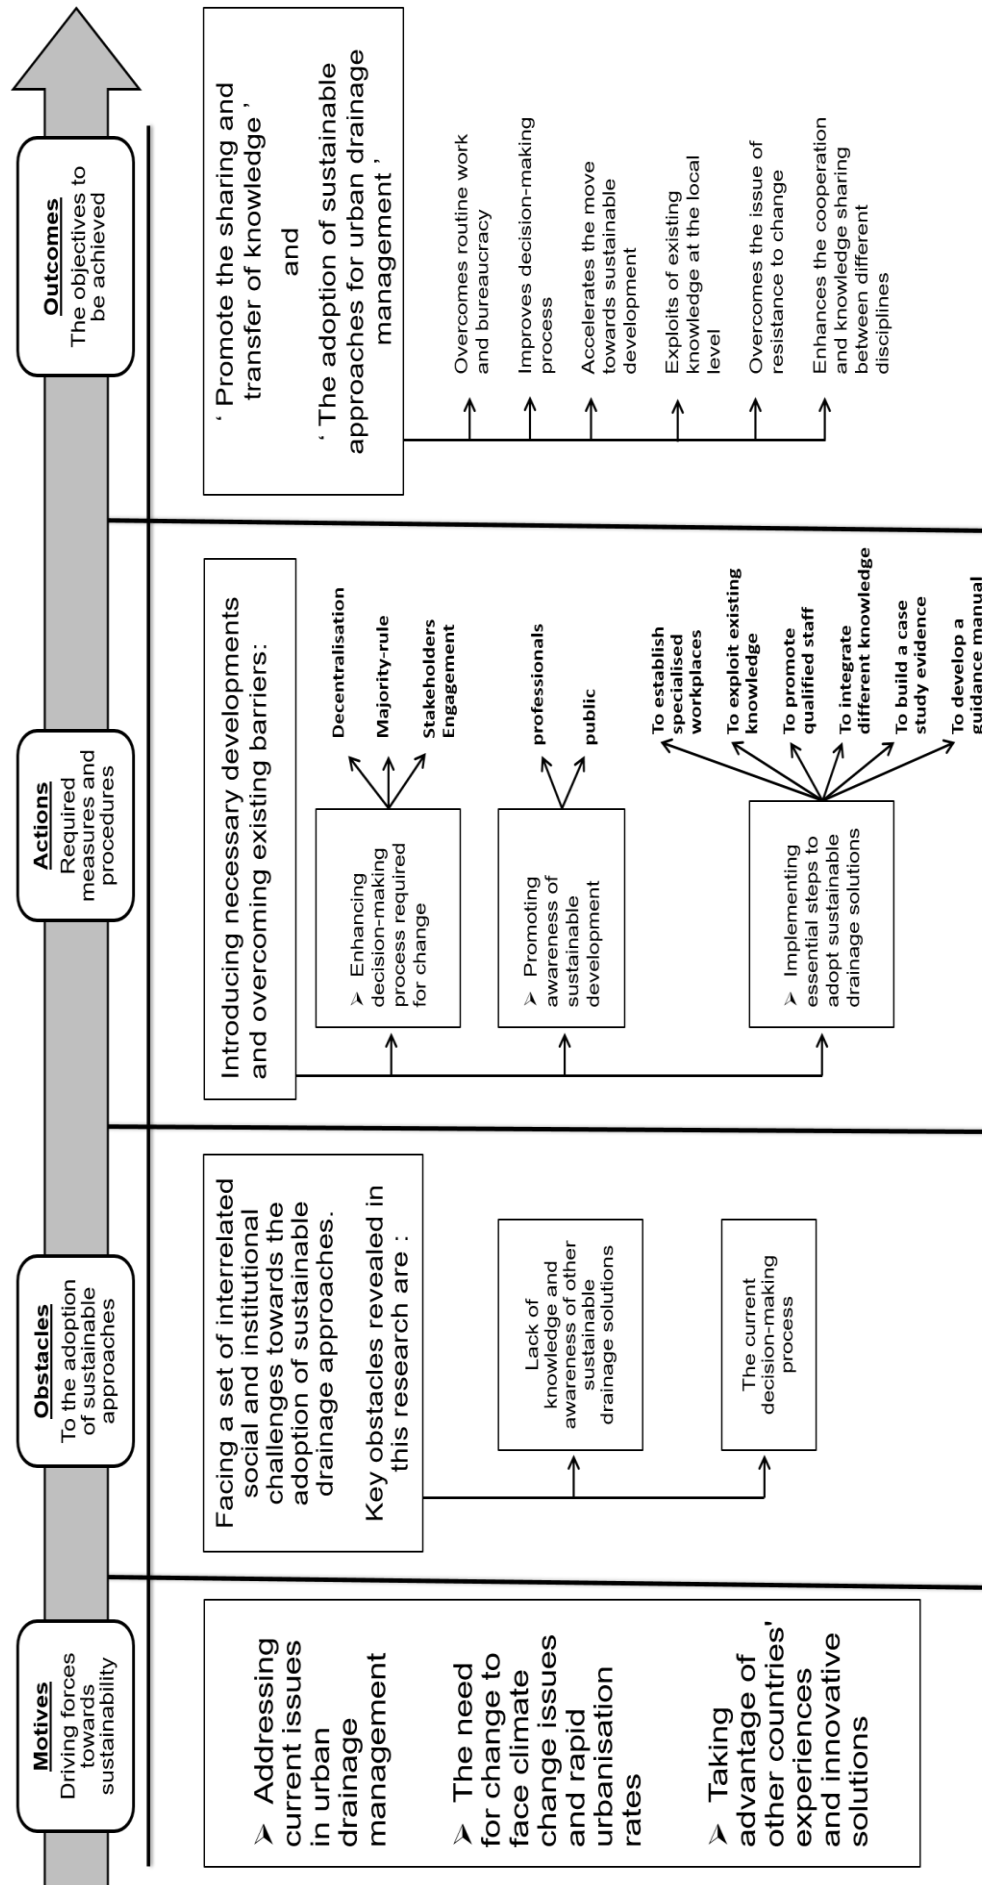 Motives
Driving forces
towards
sustainability
Obstacles
To the adoption
of sustainable
approaches
Actions
Required
measures and
procedures
Outcomes
The objectives to
be achieved
➢ Addressing
current issues
in urban
drainage
management
➢ The need
for change to
face climate
change issues
and rapid
urbanisation
rates
➢ Taking
advantage of
other countries'
experiences
and innovative
solutions
Facing a set of interrelated
social and institutional
challenges towards the
adoption of sustainable
drainage approaches.
Key obstacles revealed in
this research are :
Lack of
knowledge and
awareness of other
sustainable
drainage solutions
The current
decision-making
process
Introducing necessary developments
and overcoming existing barriers:
➢ Enhancing
decision-making
process required
for change
Decentralisation
Majority-rule
Stakeholders
Engagement
➢ Promoting
awareness of
sustainable
development
professionals
public
➢ Implementing
essential steps to
adopt sustainable
drainage solutions
To establish
specialised
workplaces
To exploit existing
knowledge
To promote
qualified staff
To integrate
different knowledge
To build a case
study evidence
To develop a
guidance manual
‘ Promote the sharing and
transfer of knowledge ’
and
‘ The adoption of sustainable
approaches for urban drainage
management ’
Overcomes routine work
and bureaucracy
Improves decision-making
process
Accelerates the move
towards sustainable
development
Exploits of existing
knowledge at the local
level
Overcomes the issue of
resistance to change
Enhances the cooperation
and knowledge sharing
between different
disciplines